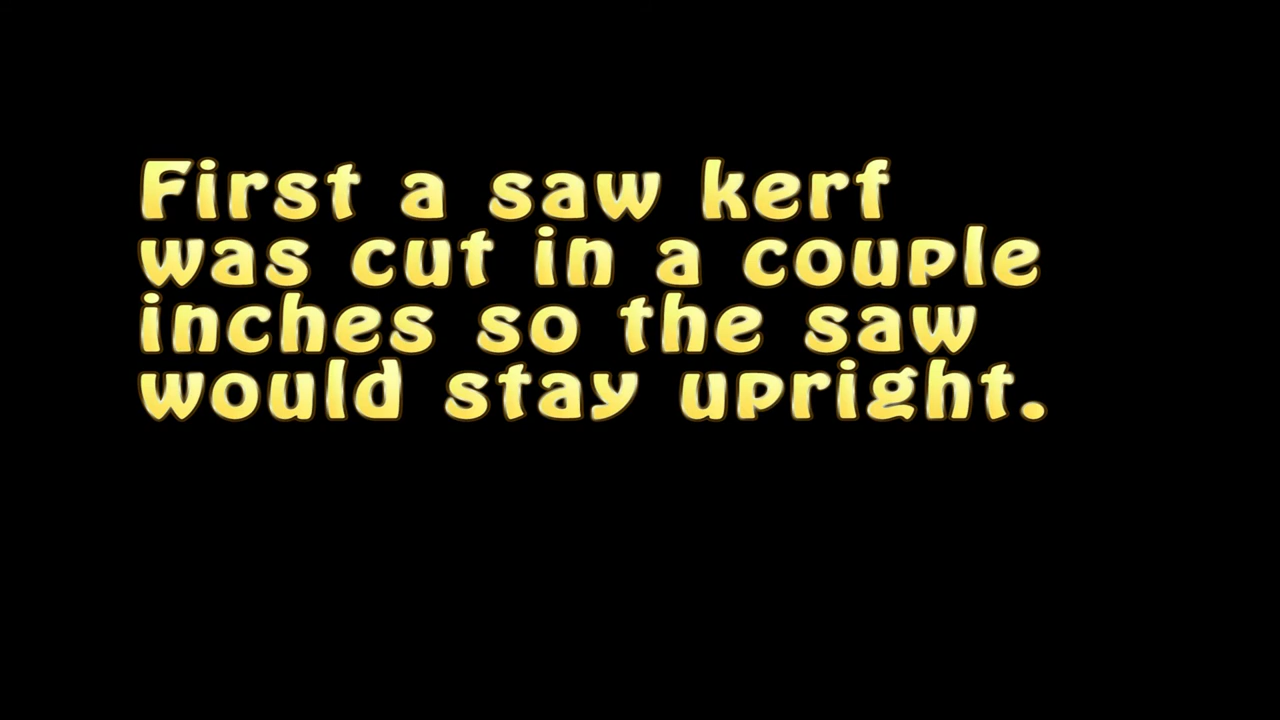 First a saw kerf
was cut in a couple
inches so the saw
would stay upright.